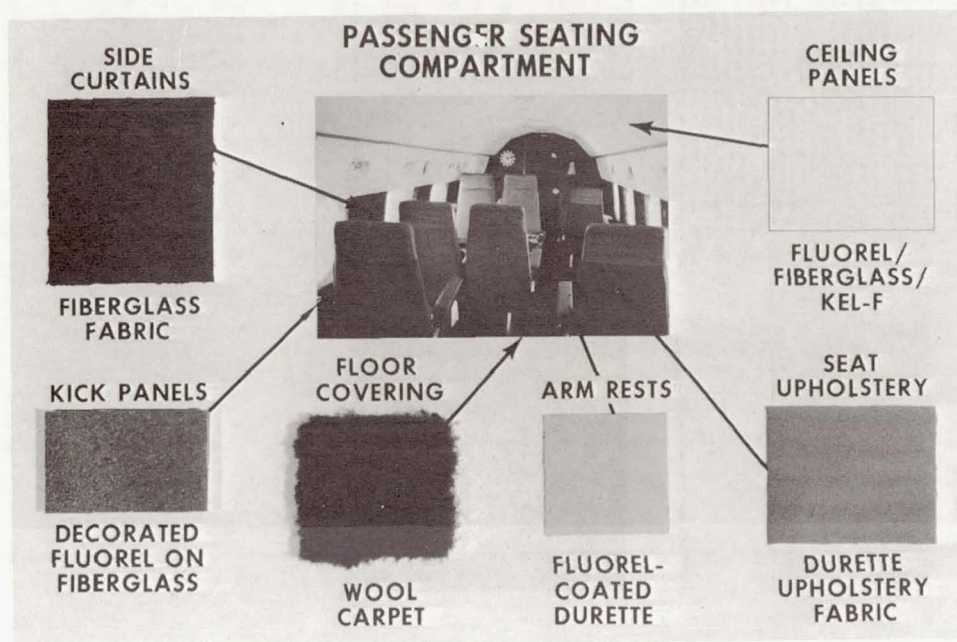 PASSENGER SEATING
COMPARTMENT
SIDE
CURTAINS
FIBERGLASS
FABRIC
CEILING
PANELS
FLUOREL/
FIBERGLASS/
KEL-F
KICK PANELS
DECORATED
FLUOREL ON
FIBERGLASS
FLOOR
COVERING
WOOL
CARPET
ARM RESTS
FLUOREL-
COATED
DURETTE
SEAT
UPHOLSTERY
DURETTE
UPHOLSTERY
FABRIC